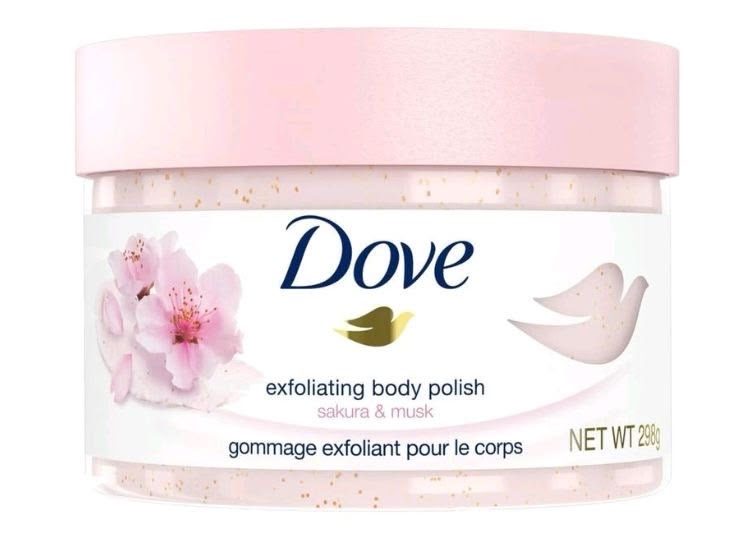 Dove
exfoliating body polish
sakura & musk
gommage exfoliant pour le corps
NET WT 298g